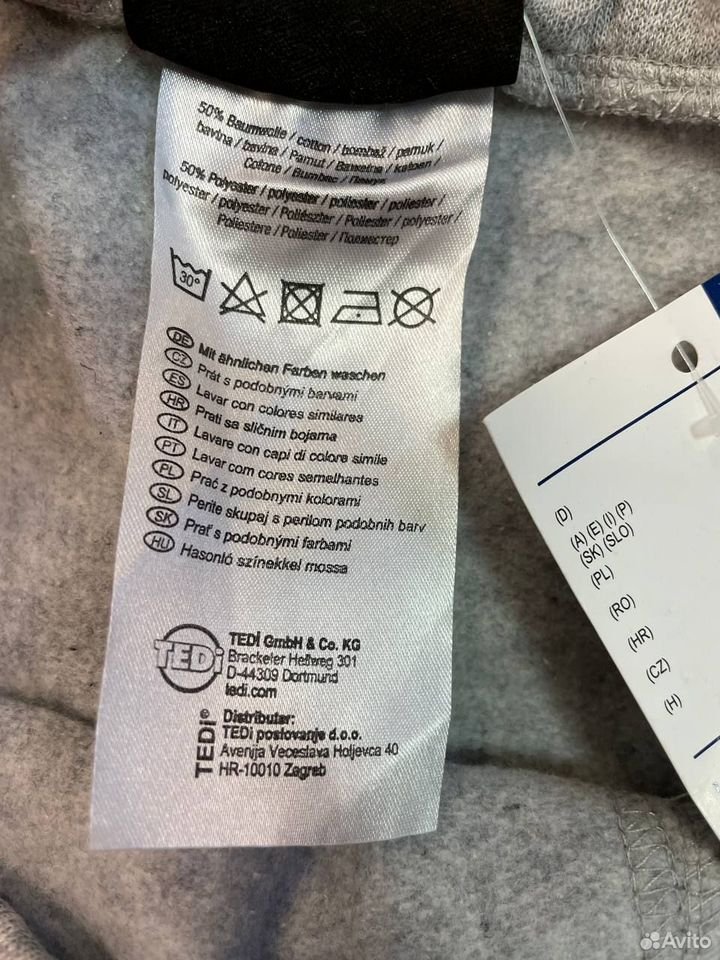 50% Baumwolle / cotton / bombaž / pamuk /
bavlna / bavlna / Pamut / Bawełna / katoen /
Cotone / Bumbac / Памук
50% Polyester / polyester / poliester / poliester /
polyester / polyester / Poliészter / Poliester / polyester /
Poliestere / Poliester / Полиестер
30°
DE Mit ähnlichen Farben waschen
CZ Prát s podobnými barvami
ES Lavar con colores similares
HR Prati sa sličnim bojama
IT Lavare con capi di colore simile
PT Lavar com cores semelhantes
PL Prać z podobnymi kolorami
SL Perite skupaj s perilom podobnih barv
SK Prať s podobnými farbami
HU Hasonló színekkel mossa
TEDi
TEDi GmbH & Co. KG
Brackeler Hellweg 301
D-44309 Dortmund
tedi.com
TEDi®
Distributer:
TEDi poslovanje d.o.o.
Avenija Veceslava Holjevca 40
HR-10010 Zagreb
(D)
(A) (E) (I) (P)
(SK) (SLO)
(PL)
(RO)
(HR)
(CZ)
(H)
Avito